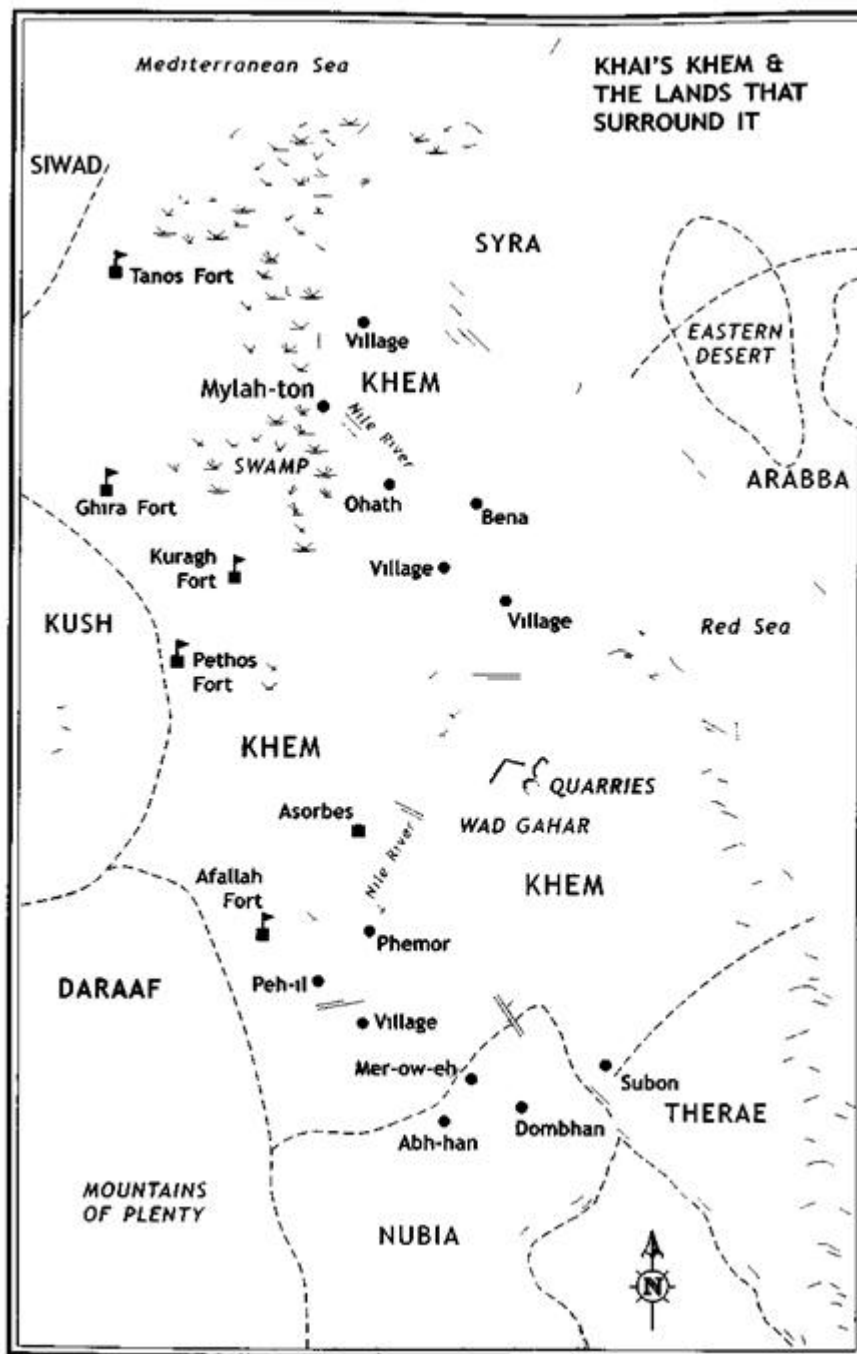 Mediterranean Sea
KHAI'S KHEM &
THE LANDS THAT
SURROUND IT
SIWAD
SYRA
Tanos Fort
Village
EASTERN
DESERT
KHEM
Mylah-ton
Nile River
SWAMP
ARABBA
Ghira Fort
Ohath
Bena
Kuragh
Fort
Village
Village
KUSH
Red Sea
Pethos
Fort
KHEM
QUARRIES
Asorbes
WAD GAHAR
Nile River
Afallah
Fort
KHEM
Phemor
DARAAF
Peh-il
Village
Mer-ow-eh
Subon
THERAE
Abh-han
Dombhan
MOUNTAINS
OF PLENTY
NUBIA
N